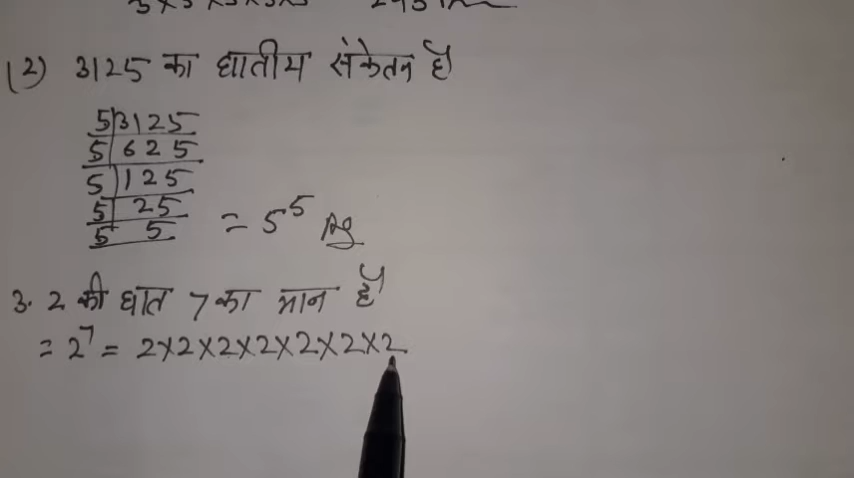 (2) 3125 का घातीय संकेतन है
5 3125
5 625
5 125
5 25
5 5 = 5⁵ Ans
3. 2 की घात 7 का मान है
= 2⁷ = 2×2×2×2×2×2×2